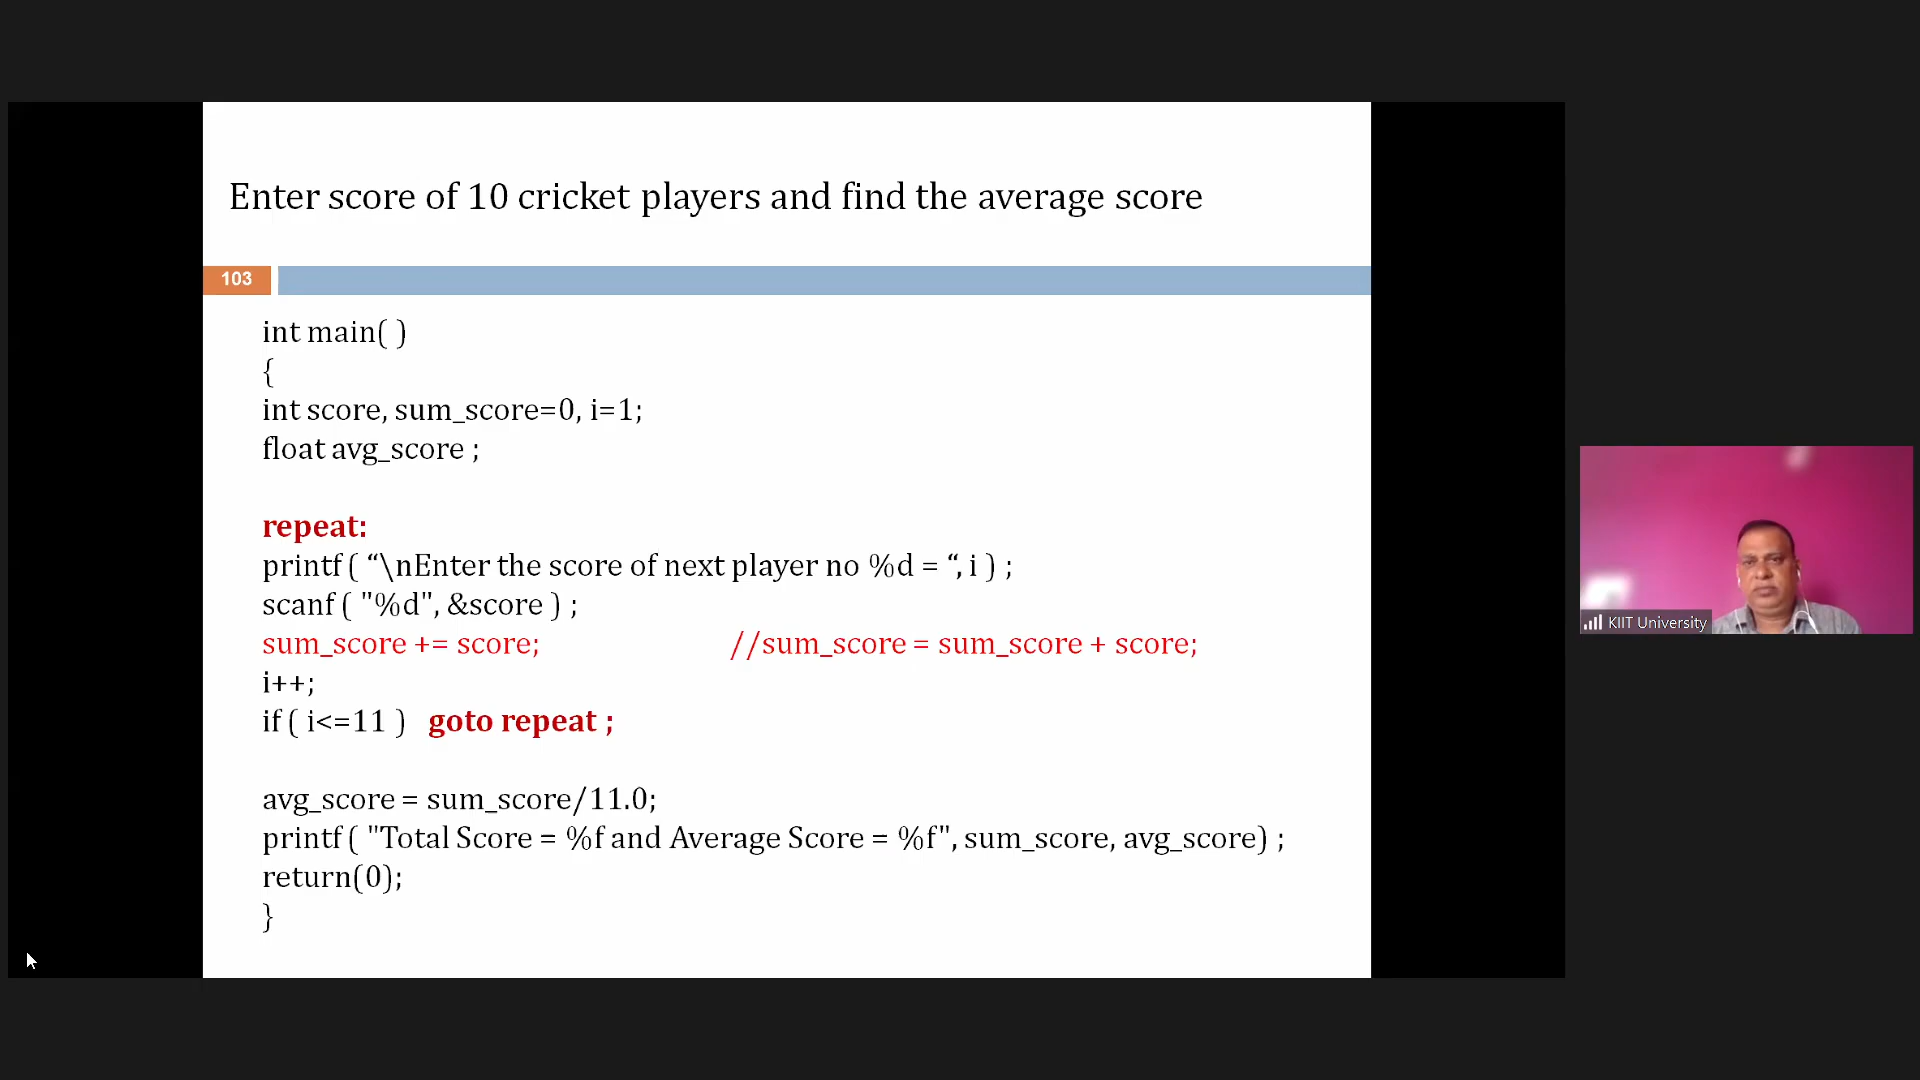 Enter score of 10 cricket players and find the average score
103
int main( )
{
int score, sum_score=0, i=1;
float avg_score ;
repeat:
printf ( “\nEnter the score of next player no %d = “, i ) ;
scanf ( "%d", &score ) ;
sum_score += score; //sum_score = sum_score + score;
i++;
if ( i<=11 ) goto repeat ;
avg_score = sum_score/11.0;
printf ( "Total Score = %f and Average Score = %f", sum_score, avg_score) ;
return(0);
}
KIIT University